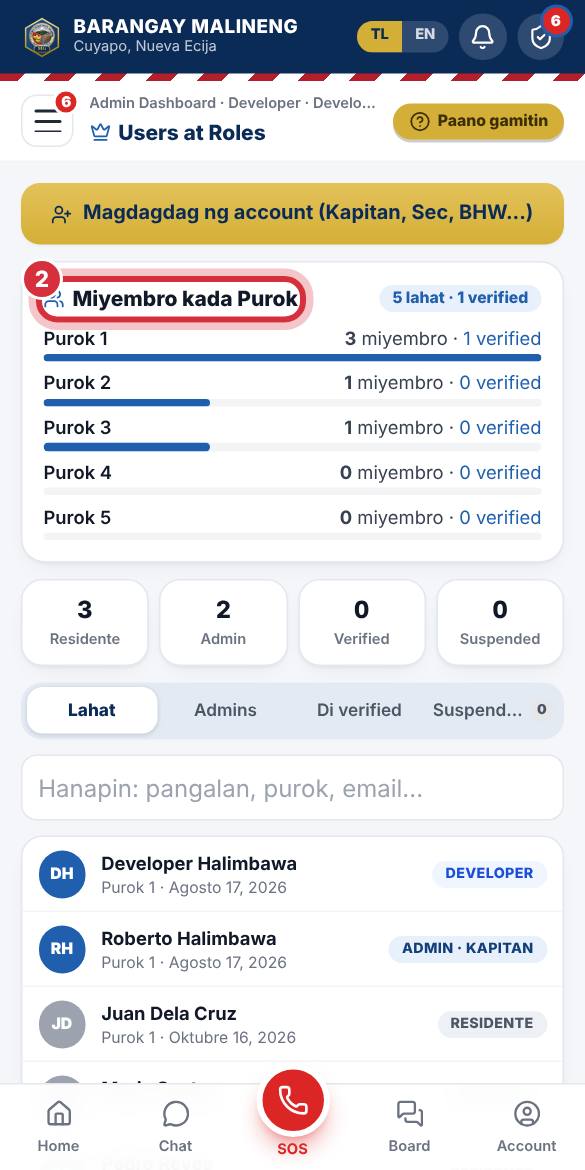 BARANGAY MALINENG
Cuyapo, Nueva Ecija
TL EN
6
6
Admin Dashboard · Developer · Develo...
Users at Roles
Paano gamitin
Magdagdag ng account (Kapitan, Sec, BHW...)
2
Miyembro kada Purok
5 lahat · 1 verified
Purok 1 3 miyembro · 1 verified
Purok 2 1 miyembro · 0 verified
Purok 3 1 miyembro · 0 verified
Purok 4 0 miyembro · 0 verified
Purok 5 0 miyembro · 0 verified
3 2 0 0
Residente Admin Verified Suspended
Lahat Admins Di verified Suspend... 0
Hanapin: pangalan, purok, email...
DH Developer Halimbawa DEVELOPER
Purok 1 · Agosto 17, 2026
RH Roberto Halimbawa ADMIN · KAPITAN
Purok 1 · Agosto 17, 2026
JD Juan Dela Cruz RESIDENTE
Purok 1 · Oktubre 16, 2026
Home Chat SOS Board Account